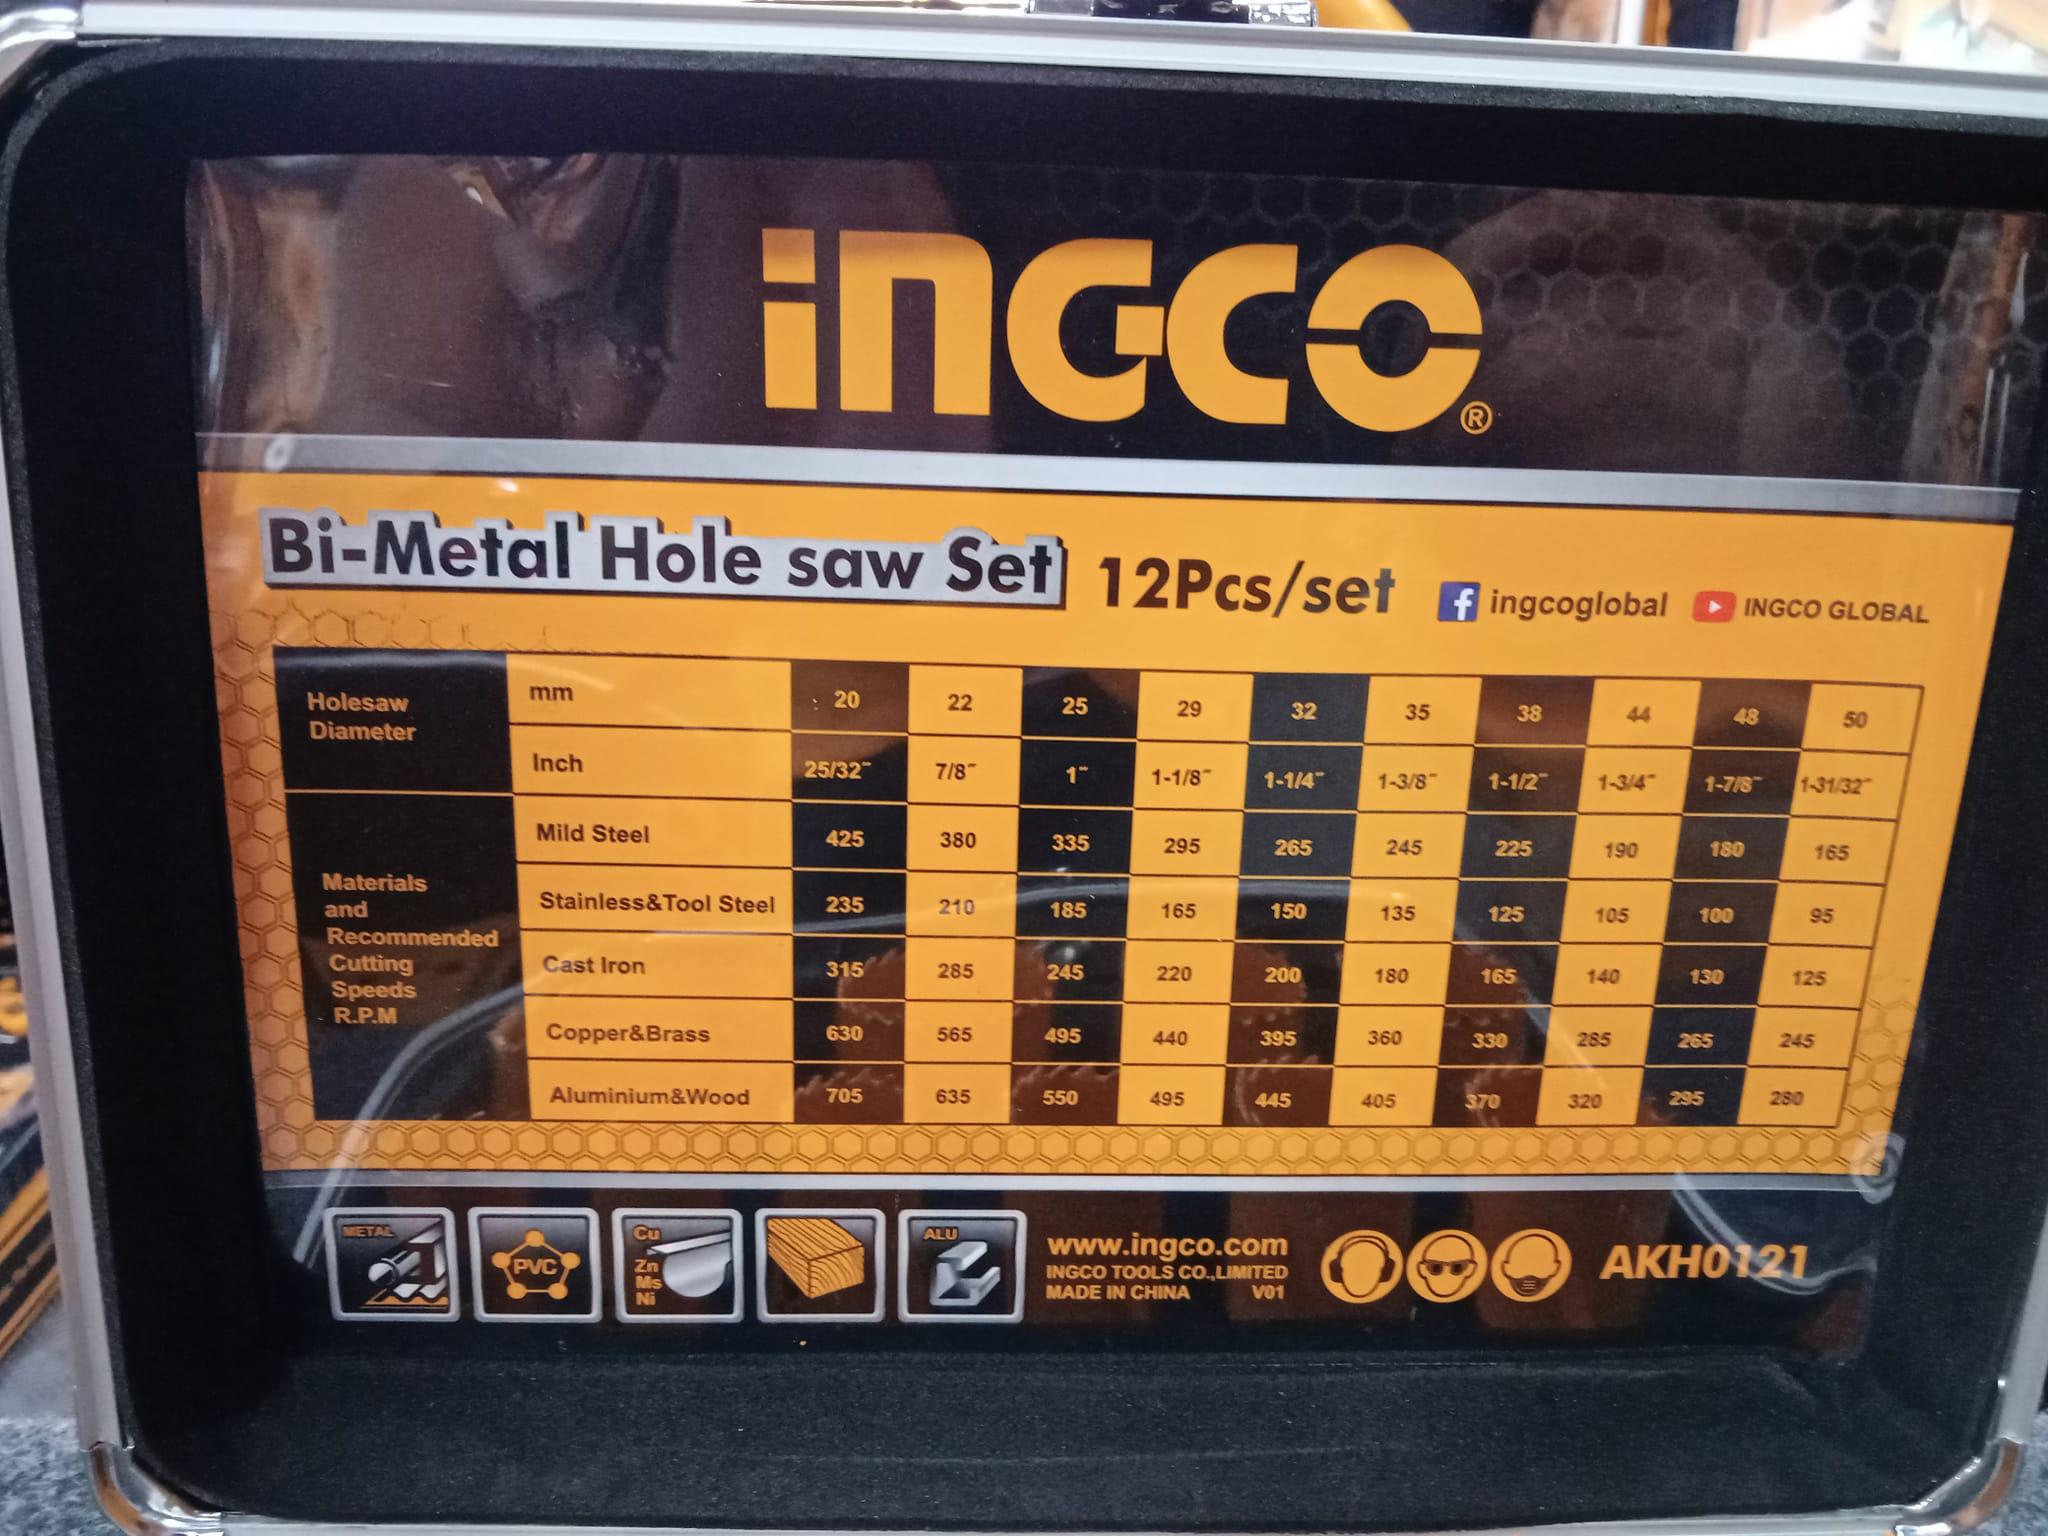 INGCO®
Bi-Metal Hole saw Set 12Pcs/set ingcoglobal INGCO GLOBAL
Holesaw Diameter mm 20 22 25 29 32 35 38 44 48 50
Inch 25/32" 7/8" 1" 1-1/8" 1-1/4" 1-3/8" 1-1/2" 1-3/4" 1-7/8" 1-31/32"
Materials and Recommended Cutting Speeds R.P.M
Mild Steel 425 380 335 295 265 245 225 190 180 165
Stainless&Tool Steel 235 210 185 165 150 135 125 105 100 95
Cast Iron 315 285 245 220 200 180 165 140 130 125
Copper&Brass 630 565 495 440 395 360 330 285 265 245
Aluminium&Wood 705 635 550 495 445 405 370 320 295 280
METAL
PVC
Cu
Zn
Ms
Ni
ALU
www.ingco.com
INGCO TOOLS CO.,LIMITED
MADE IN CHINA V01
AKH0121